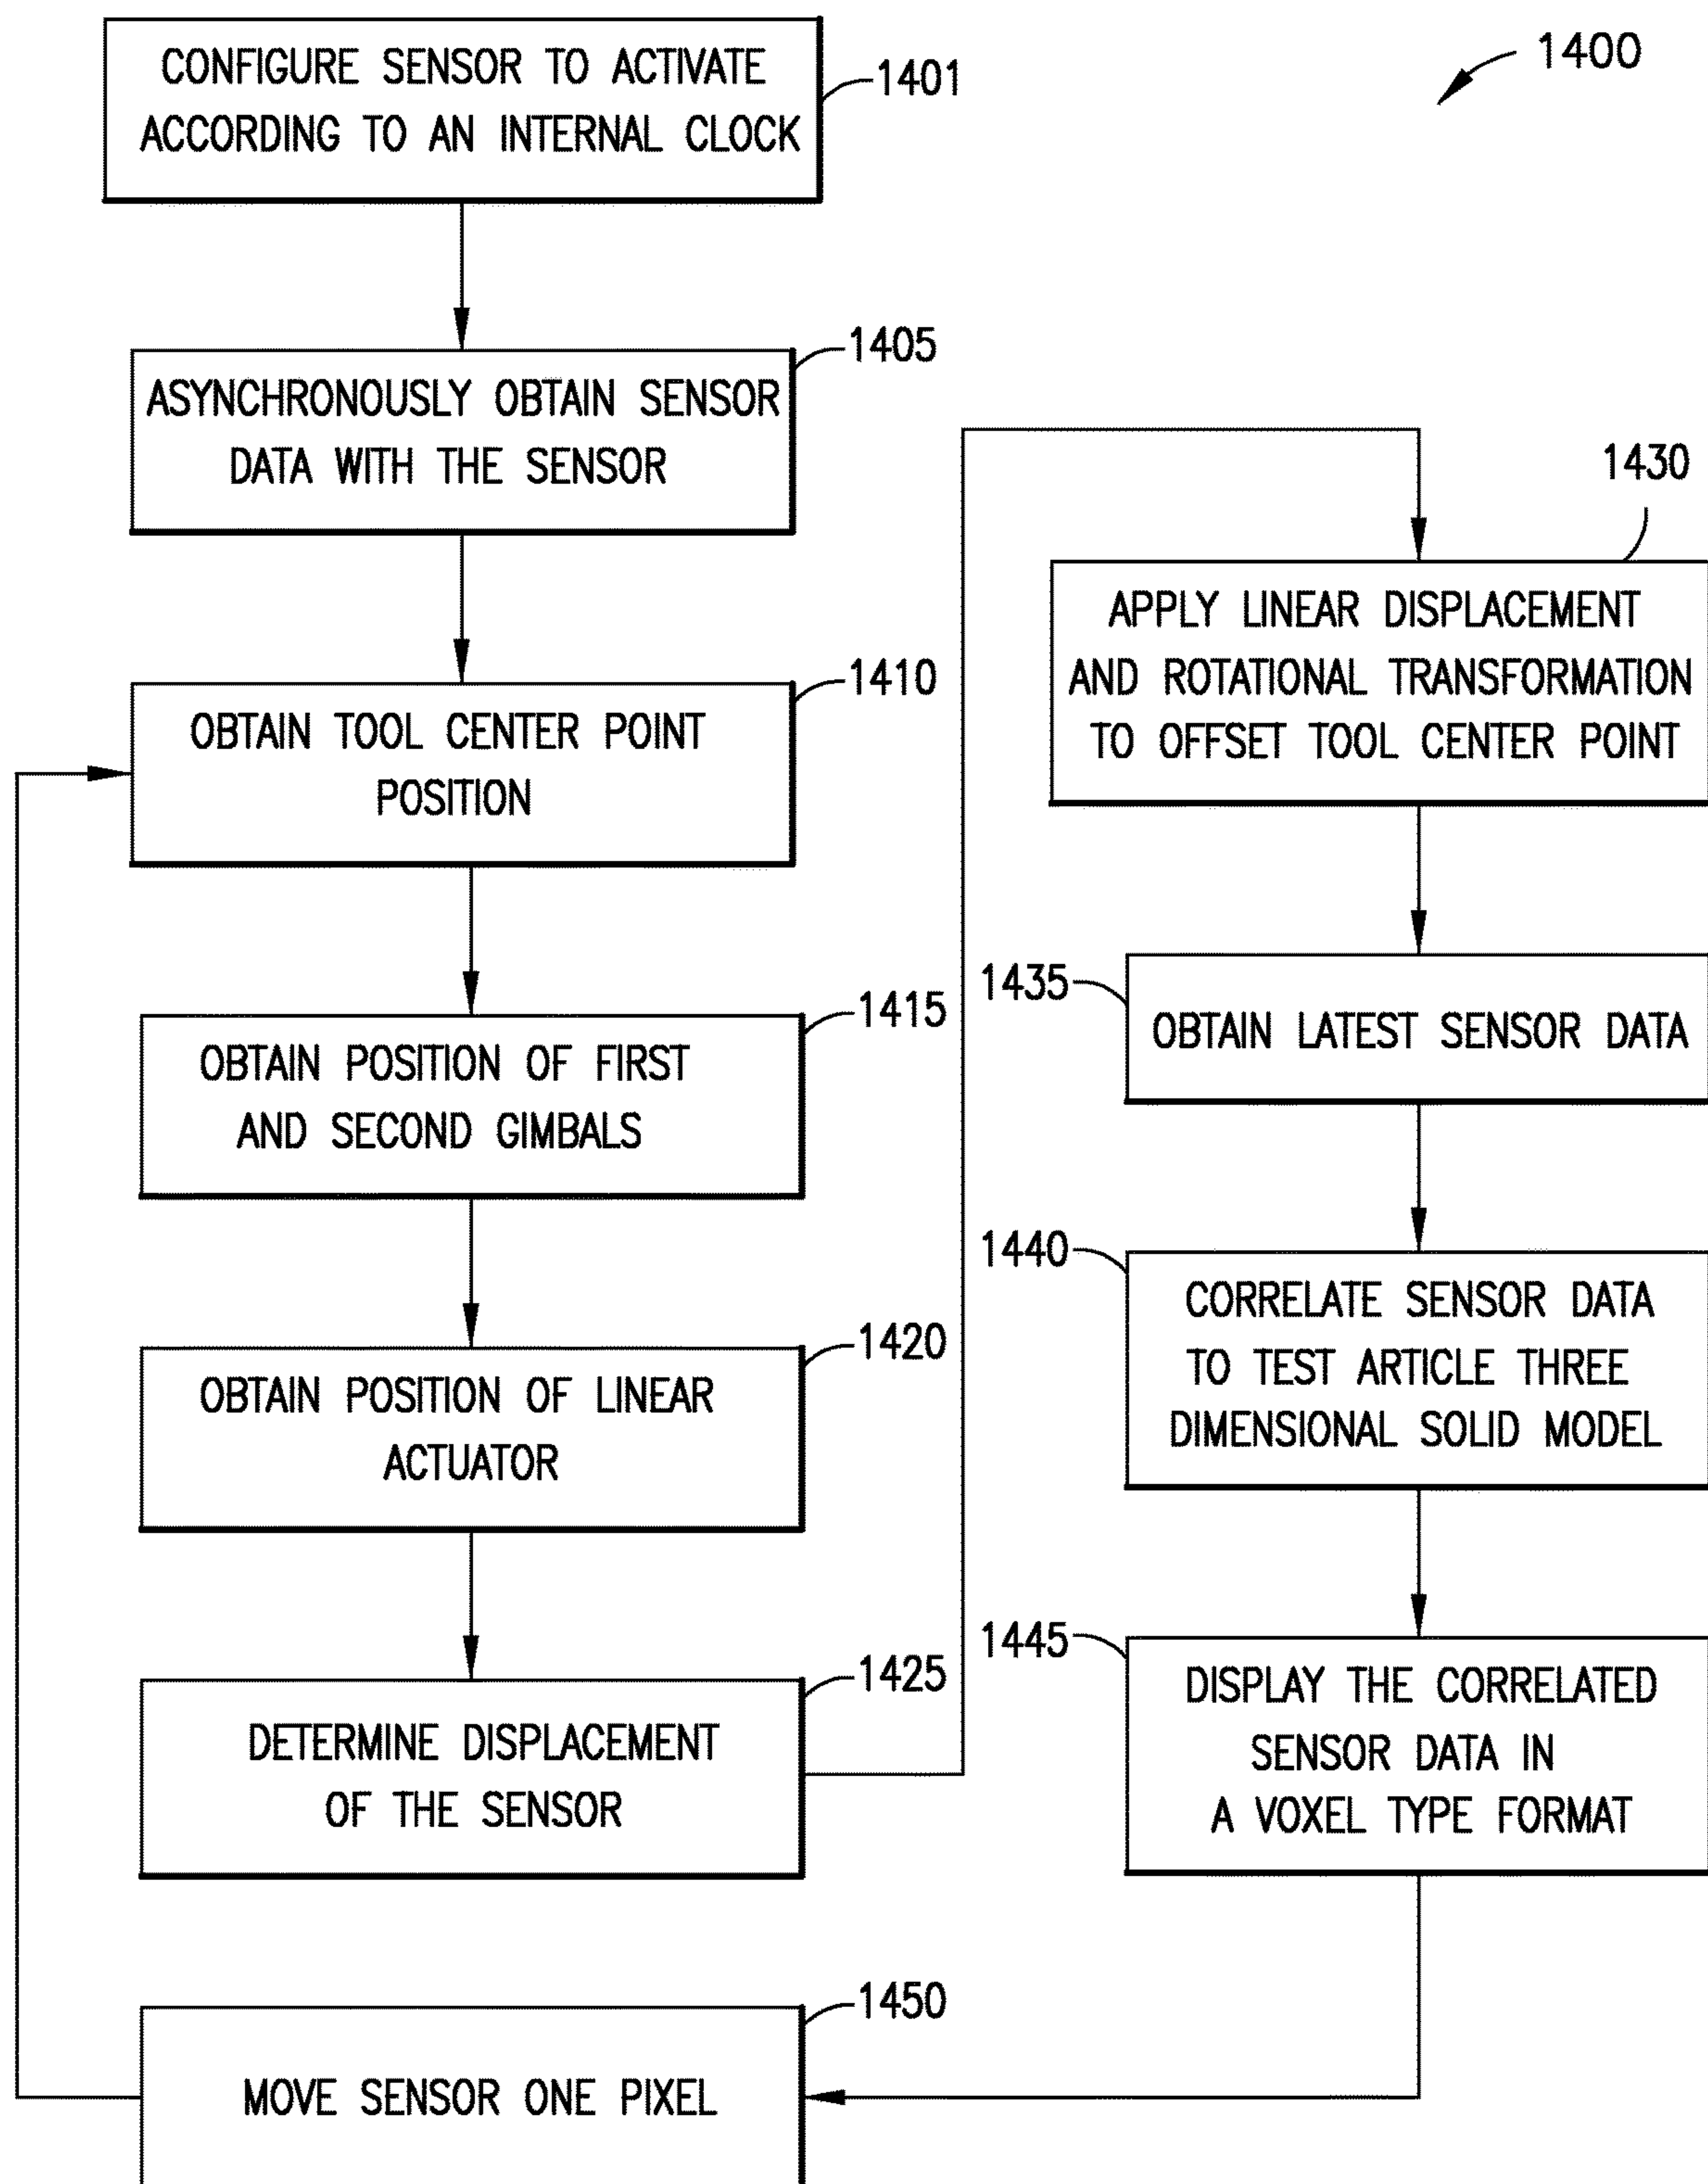 1400
CONFIGURE SENSOR TO ACTIVATE
ACCORDING TO AN INTERNAL CLOCK
1401
ASYNCHRONOUSLY OBTAIN SENSOR
DATA WITH THE SENSOR
1405
OBTAIN TOOL CENTER POINT
POSITION
1410
OBTAIN POSITION OF FIRST
AND SECOND GIMBALS
1415
OBTAIN POSITION OF LINEAR
ACTUATOR
1420
DETERMINE DISPLACEMENT
OF THE SENSOR
1425
APPLY LINEAR DISPLACEMENT
AND ROTATIONAL TRANSFORMATION
TO OFFSET TOOL CENTER POINT
1430
OBTAIN LATEST SENSOR DATA
1435
CORRELATE SENSOR DATA
TO TEST ARTICLE THREE
DIMENSIONAL SOLID MODEL
1440
DISPLAY THE CORRELATED
SENSOR DATA IN
A VOXEL TYPE FORMAT
1445
MOVE SENSOR ONE PIXEL
1450